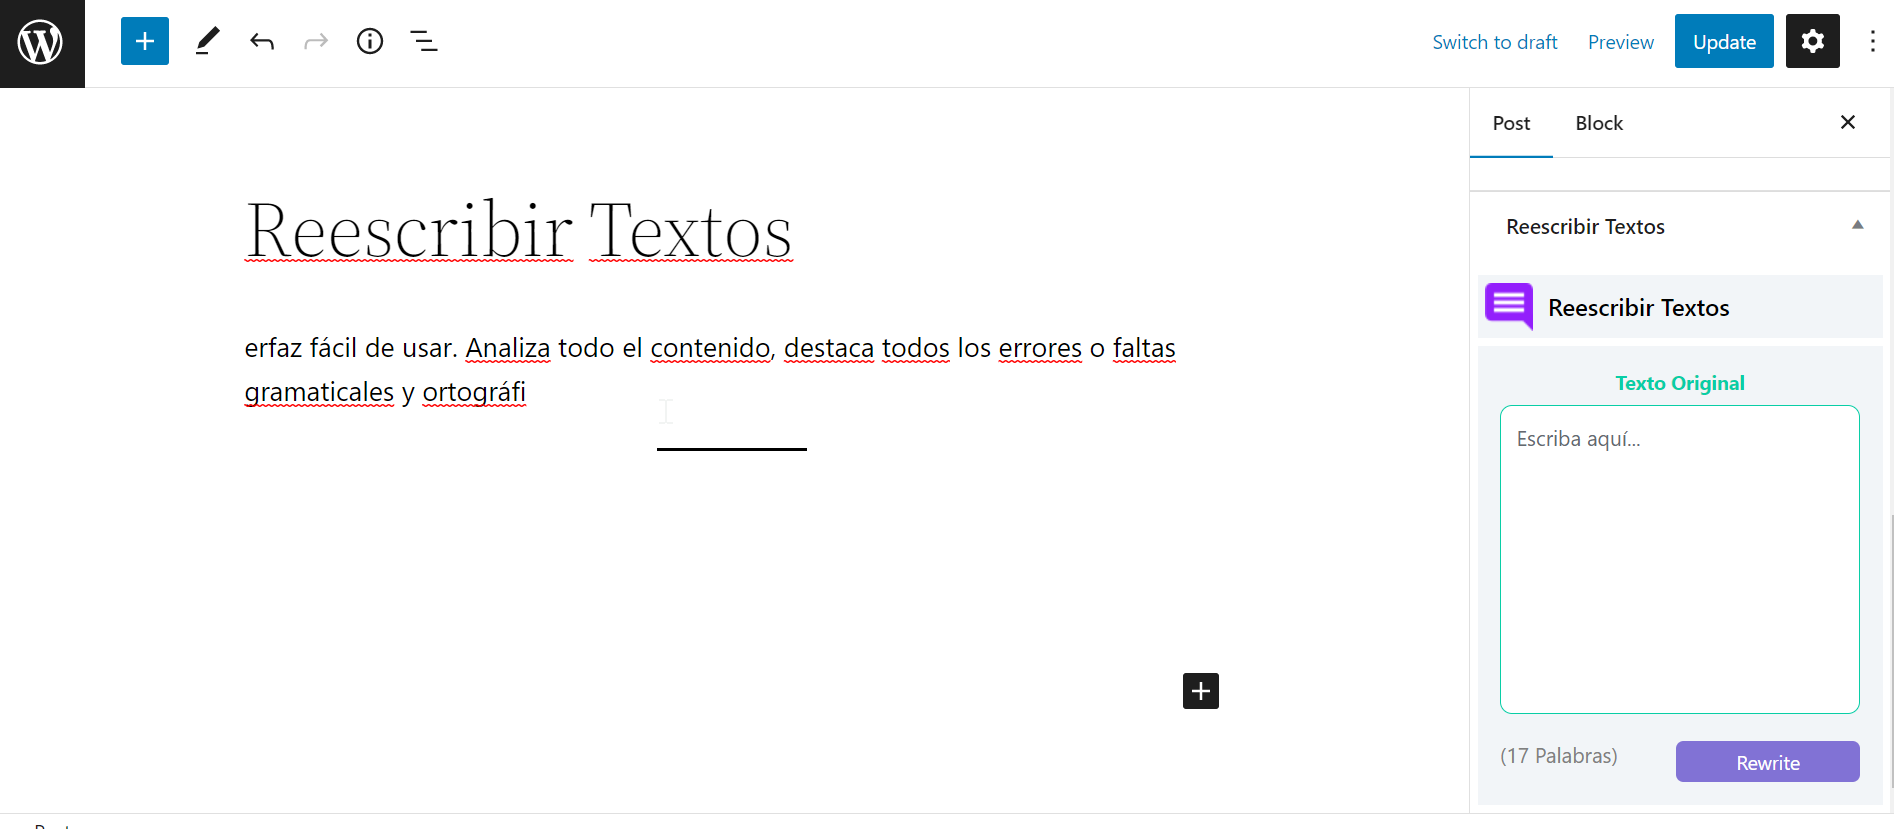 Switch to draft
Preview
Update
Post
Block
Reescribir Textos
erfaz fácil de usar. Analiza todo el contenido, destaca todos los errores o faltas
gramaticales y ortográfi
Reescribir Textos
Reescribir Textos
Texto Original
Escriba aquí...
(17 Palabras)
Rewrite